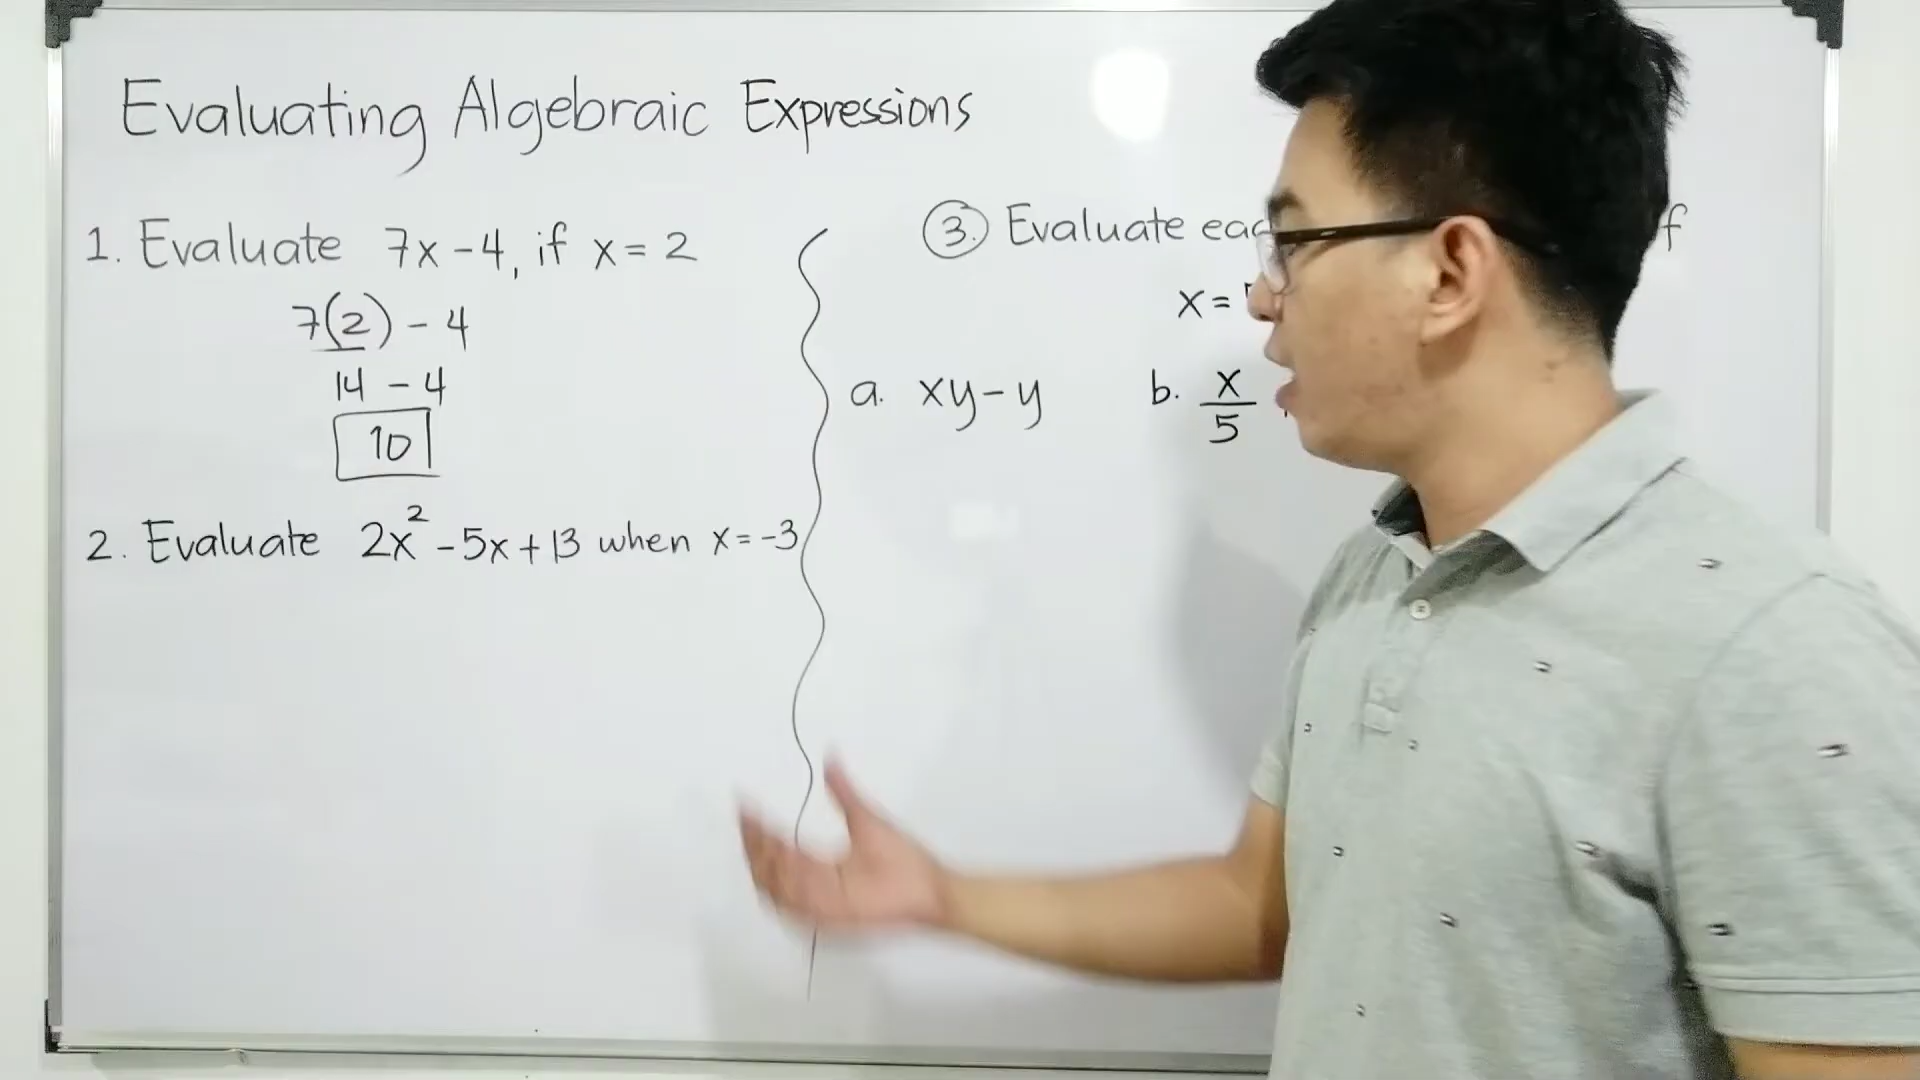 Evaluating Algebraic Expressions
1. Evaluate 7x - 4, if x = 2
7(2) - 4
14 - 4
10
2. Evaluate 2x² - 5x + 13 when x = -3
3. Evaluate
x =
a. xy - y
b. x/5